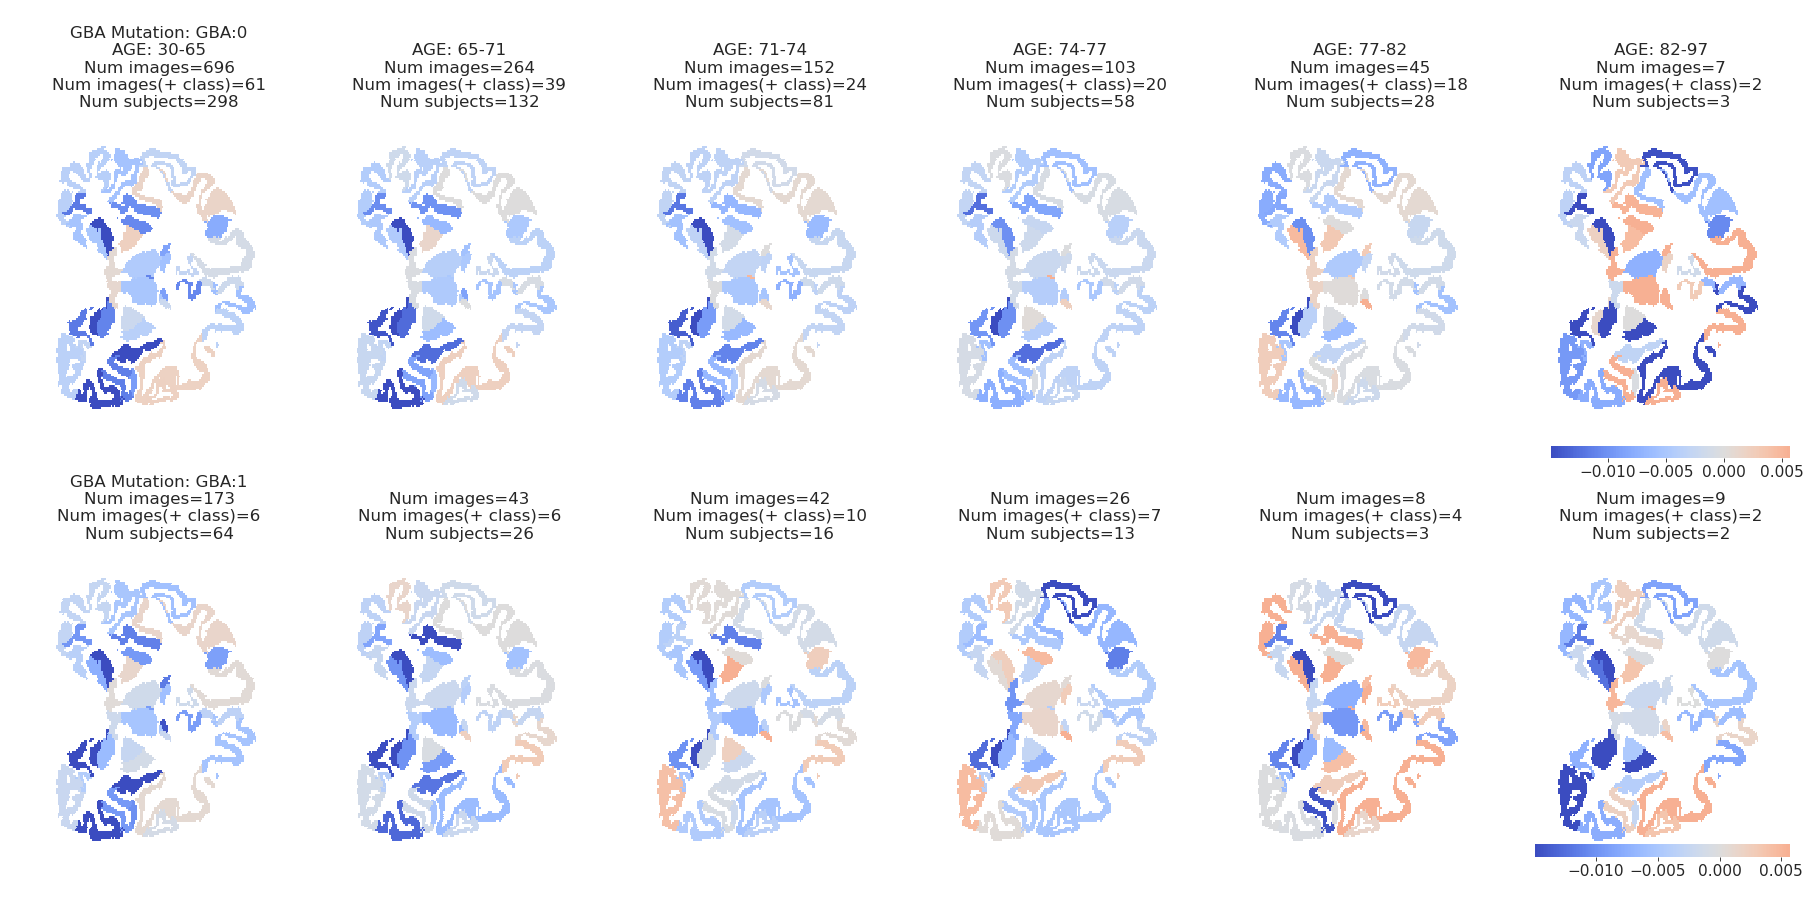 GBA Mutation: GBA:0
AGE: 30-65
Num images=696
Num images(+ class)=61
Num subjects=298
AGE: 65-71
Num images=264
Num images(+ class)=39
Num subjects=132
AGE: 71-74
Num images=152
Num images(+ class)=24
Num subjects=81
AGE: 74-77
Num images=103
Num images(+ class)=20
Num subjects=58
AGE: 77-82
Num images=45
Num images(+ class)=18
Num subjects=28
AGE: 82-97
Num images=7
Num images(+ class)=2
Num subjects=3
−0.010 −0.005 0.000 0.005
GBA Mutation: GBA:1
Num images=173
Num images(+ class)=6
Num subjects=64
Num images=43
Num images(+ class)=6
Num subjects=26
Num images=42
Num images(+ class)=10
Num subjects=16
Num images=26
Num images(+ class)=7
Num subjects=13
Num images=8
Num images(+ class)=4
Num subjects=3
Num images=9
Num images(+ class)=2
Num subjects=2
−0.010 −0.005 0.000 0.005